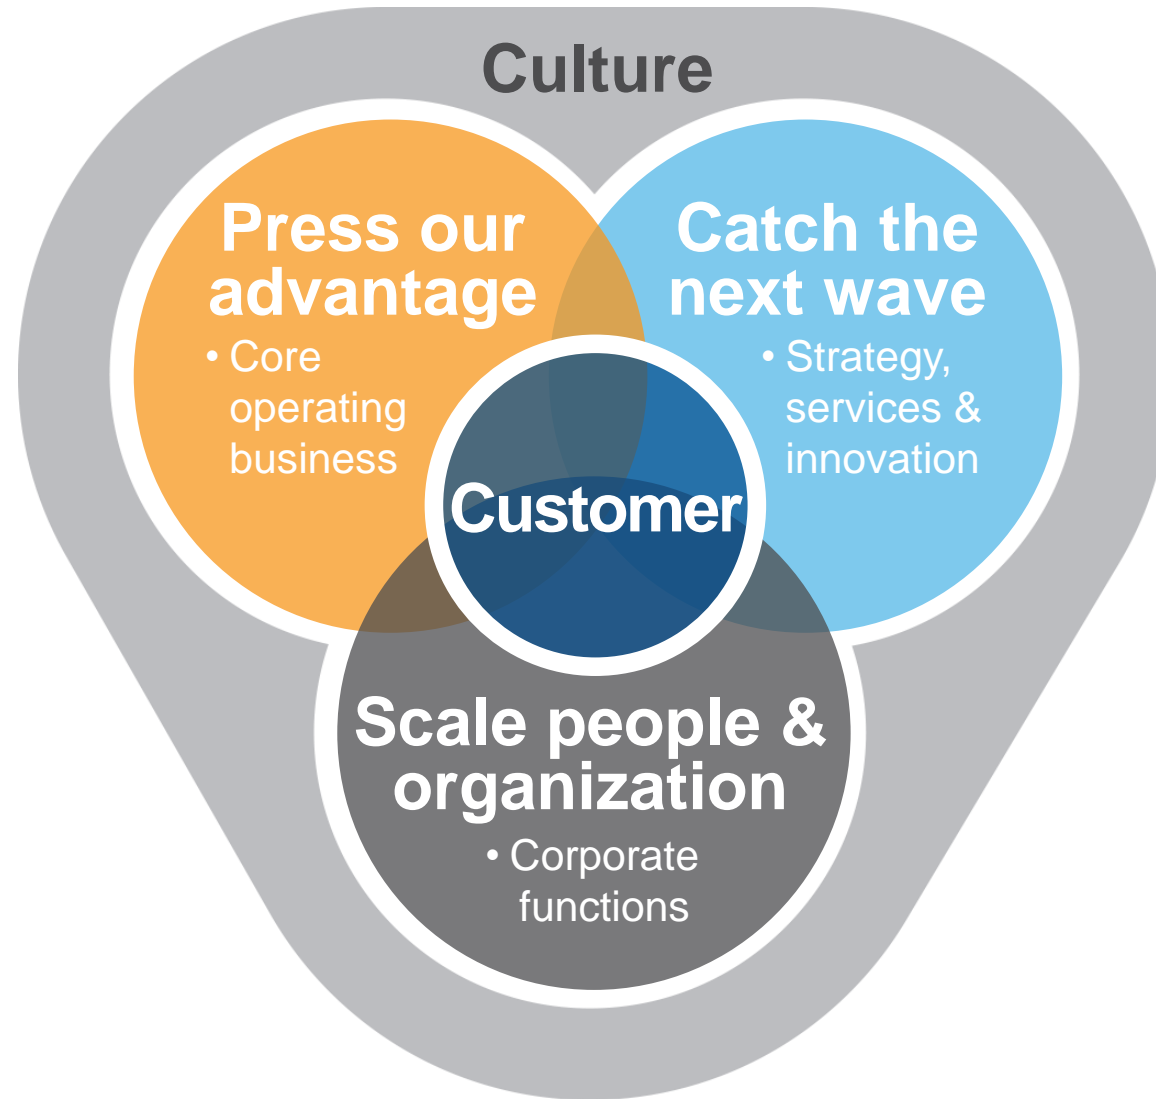 Culture
Press our
advantage
• Core
operating
business
Catch the
next wave
• Strategy,
services &
innovation
Customer
Scale people &
organization
• Corporate
functions